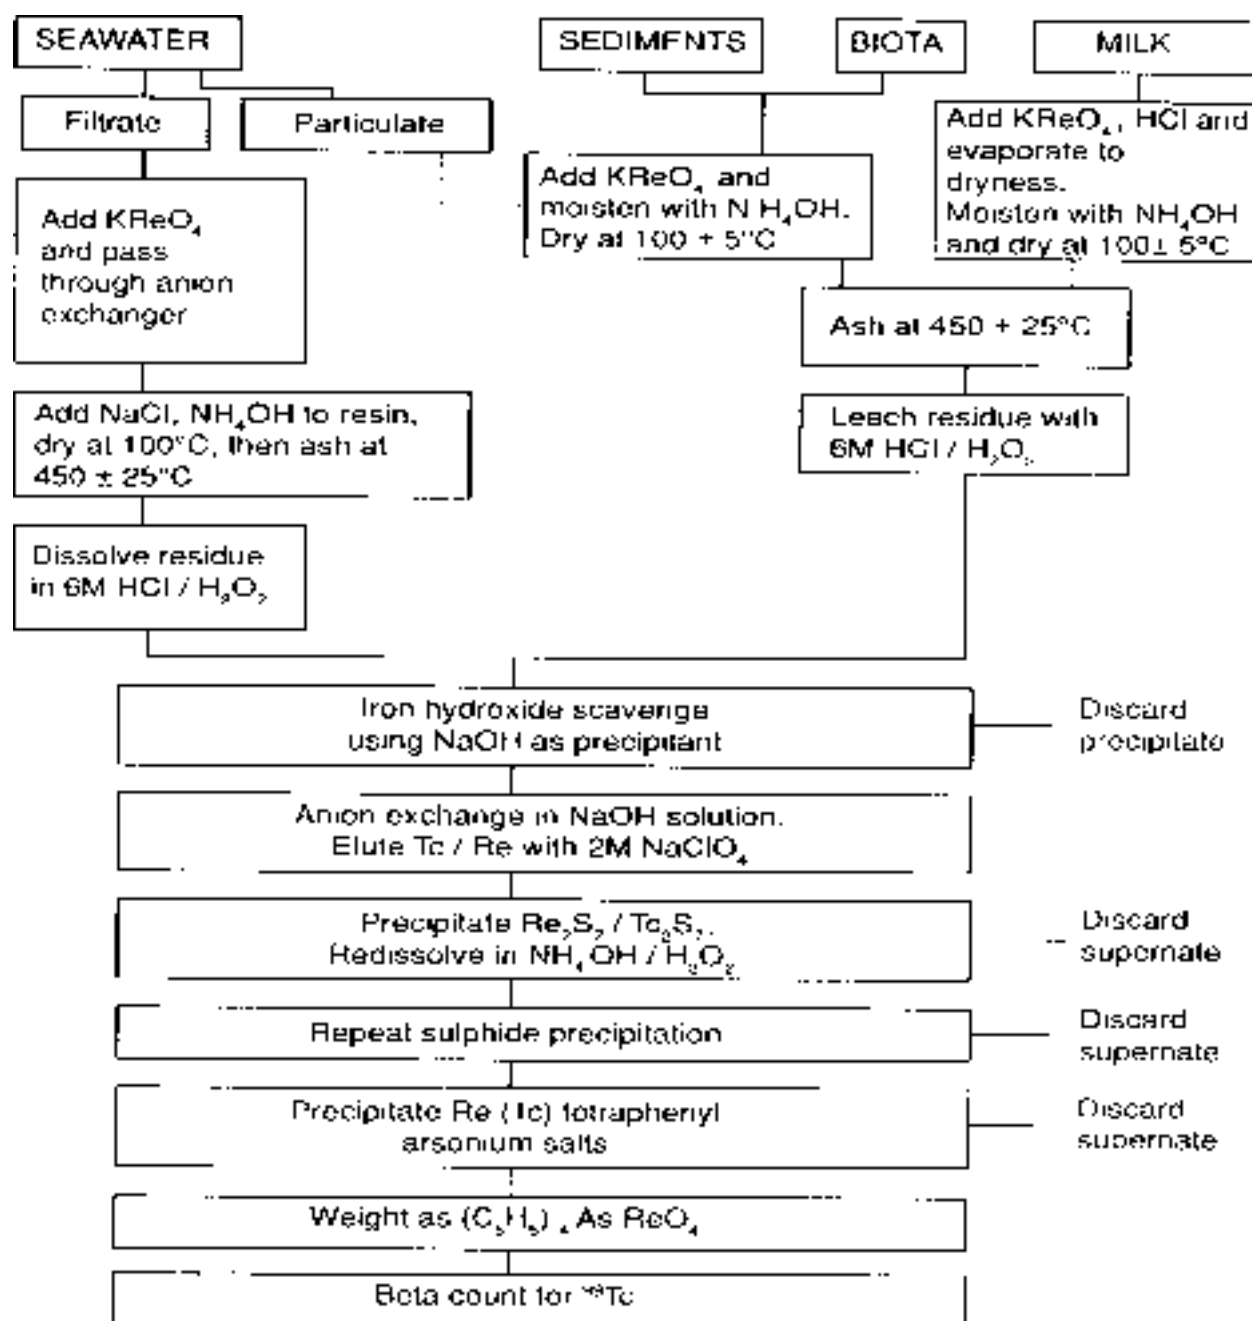 SEAWATER
SEDIMENTS
BIOTA
MILK
Filtrate
Particulate
Add KReO₄
and pass
through anion
exchanger
Add KReO₄ and
moisten with NH₄OH.
Dry at 100 ± 5°C
Add KReO₄, HCl and
evaporate to
dryness.
Moisten with NH₄OH
and dry at 100± 5°C
Ash at 450 ± 25°C
Add NaCl, NH₄OH to resin,
dry at 100°C, then ash at
450 ± 25°C
Leach residue with
6M HCl / H₂O₂
Dissolve residue
in 6M HCl / H₂O₂
Iron hydroxide scavenge
using NaOH as precipitant
Discard
precipitate
Anion exchange in NaOH solution.
Elute Tc / Re with 2M NaClO₄
Precipitate Re₂S₇ / Tc₂S₇.
Redissolve in NH₄OH / H₂O₂
Discard
supernate
Repeat sulphide precipitation
Discard
supernate
Precipitate Re (Tc) tetraphenyl
arsonium salts
Discard
supernate
Weight as (C₆H₅)₄ As ReO₄
Beta count for ⁹⁹Tc